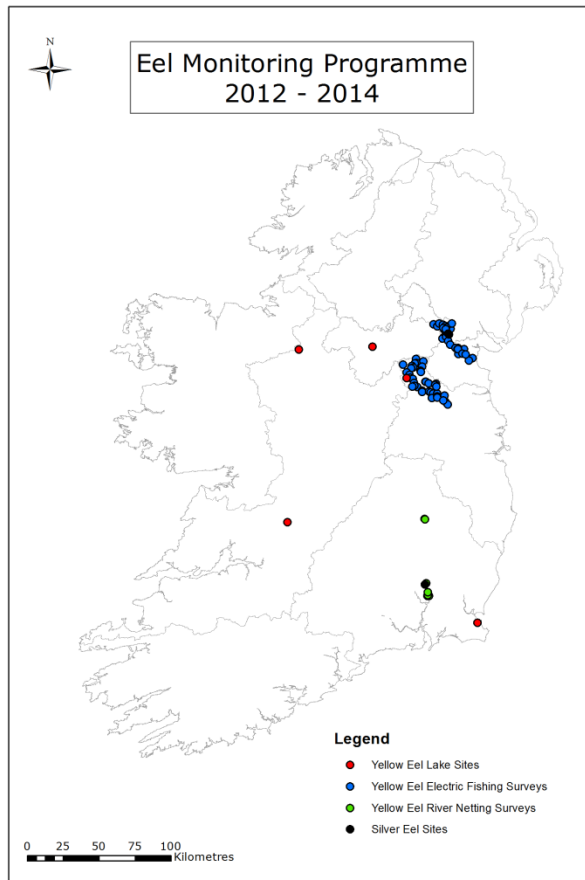 N
Eel Monitoring Programme
2012 - 2014
Legend
Yellow Eel Lake Sites
Yellow Eel Electric Fishing Surveys
Yellow Eel River Netting Surveys
Silver Eel Sites
0 25 50 75 100
Kilometres